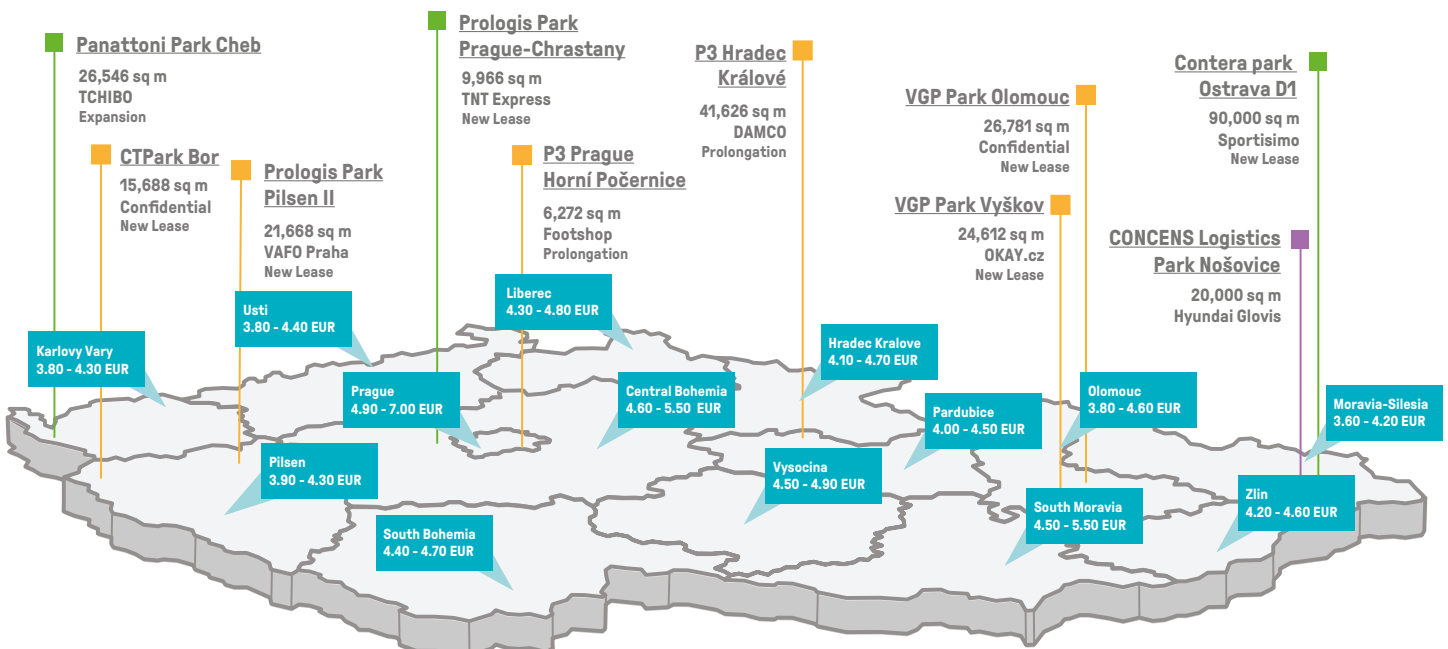 Panattoni Park Cheb
26,546 sq m
TCHIBO
Expansion
CTPark Bor
15,688 sq m
Confidential
New Lease
Prologis Park
Pilsen II
21,668 sq m
VAFO Praha
New Lease
Prologis Park
Prague-Chrastany
9,966 sq m
TNT Express
New Lease
P3 Prague
Horní Počernice
6,272 sq m
Footshop
Prolongation
P3 Hradec
Králové
41,626 sq m
DAMCO
Prolongation
VGP Park Olomouc
26,781 sq m
Confidential
New Lease
VGP Park Vyškov
24,612 sq m
OKAY.cz
New Lease
Contera park
Ostrava D1
90,000 sq m
Sportisimo
New Lease
CONCENS Logistics
Park Nošovice
20,000 sq m
Hyundai Glovis
Karlovy Vary
3.80 - 4.30 EUR
Usti
3.80 - 4.40 EUR
Liberec
4.30 - 4.80 EUR
Prague
4.90 - 7.00 EUR
Central Bohemia
4.60 - 5.50 EUR
Hradec Kralove
4.10 - 4.70 EUR
Pardubice
4.00 - 4.50 EUR
Olomouc
3.80 - 4.60 EUR
Moravia-Silesia
3.60 - 4.20 EUR
Pilsen
3.90 - 4.30 EUR
Vysocina
4.50 - 4.90 EUR
South Bohemia
4.40 - 4.70 EUR
South Moravia
4.50 - 5.50 EUR
Zlin
4.20 - 4.60 EUR